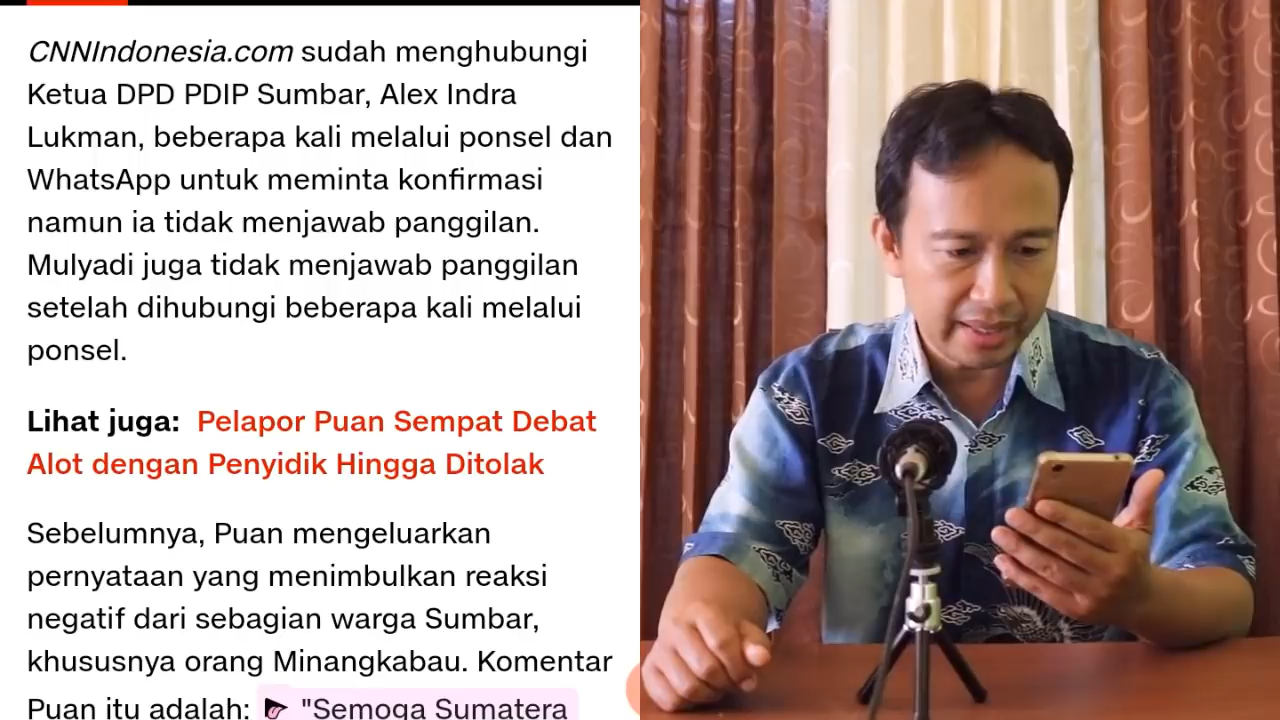 CNNIndonesia.com sudah menghubungi
Ketua DPD PDIP Sumbar, Alex Indra
Lukman, beberapa kali melalui ponsel dan
WhatsApp untuk meminta konfirmasi
namun ia tidak menjawab panggilan.
Mulyadi juga tidak menjawab panggilan
setelah dihubungi beberapa kali melalui
ponsel.
Lihat juga: Pelapor Puan Sempat Debat
Alot dengan Penyidik Hingga Ditolak
Sebelumnya, Puan mengeluarkan
pernyataan yang menimbulkan reaksi
negatif dari sebagian warga Sumbar,
khususnya orang Minangkabau. Komentar
Puan itu adalah: "Semoga Sumatera